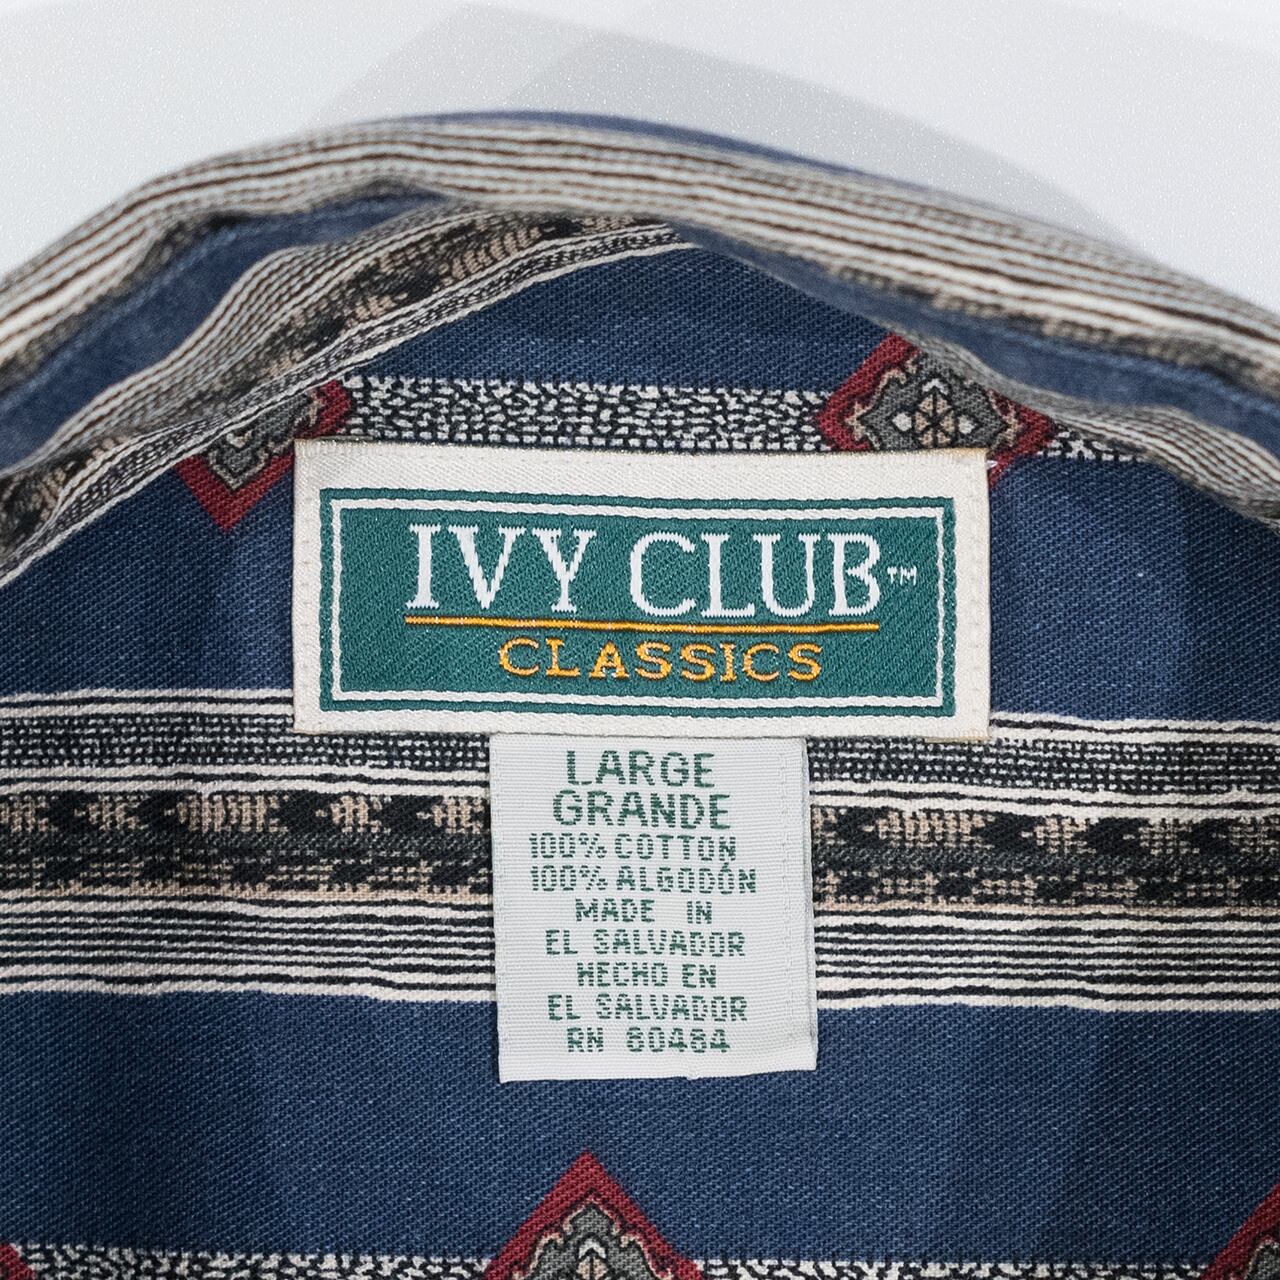 IVY CLUB™
CLASSICS
LARGE
GRANDE
100% COTTON
100% ALGODÓN
MADE IN
EL SALVADOR
HECHO EN
EL SALVADOR
RN 60484